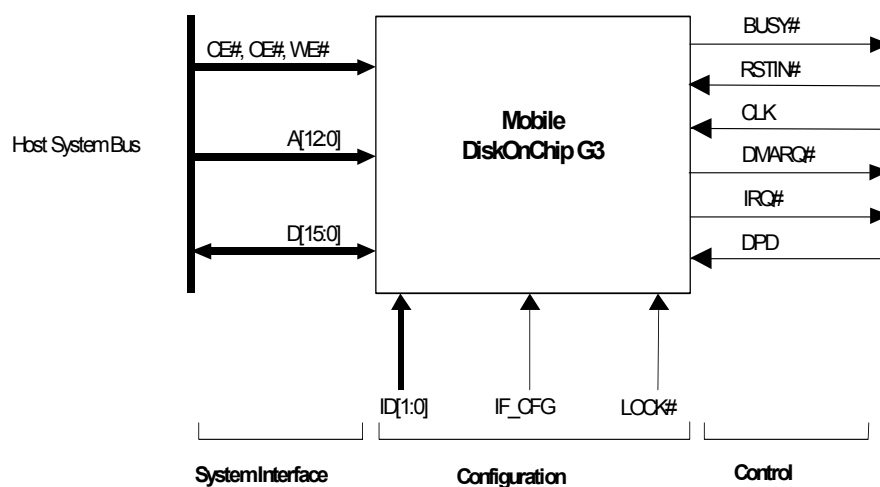 BUSY#
CE#, OE#, WE#
RSTIN#
CLK
Mobile
DiskOnChip G3
Host System Bus
A[12:0]
DMARQ#
IRQ#
D[15:0]
DPD
ID[1:0]
IF_CFG
LOCK#
System Interface
Configuration
Control